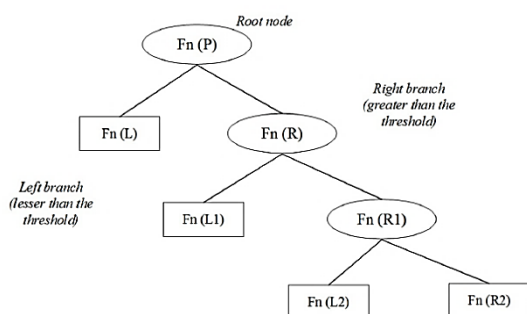 Root node
Fn (P)
Right branch
(greater than the
threshold)
Fn (L)
Fn (R)
Left branch
(lesser than the
threshold)
Fn (L1)
Fn (R1)
Fn (L2)
Fn (R2)